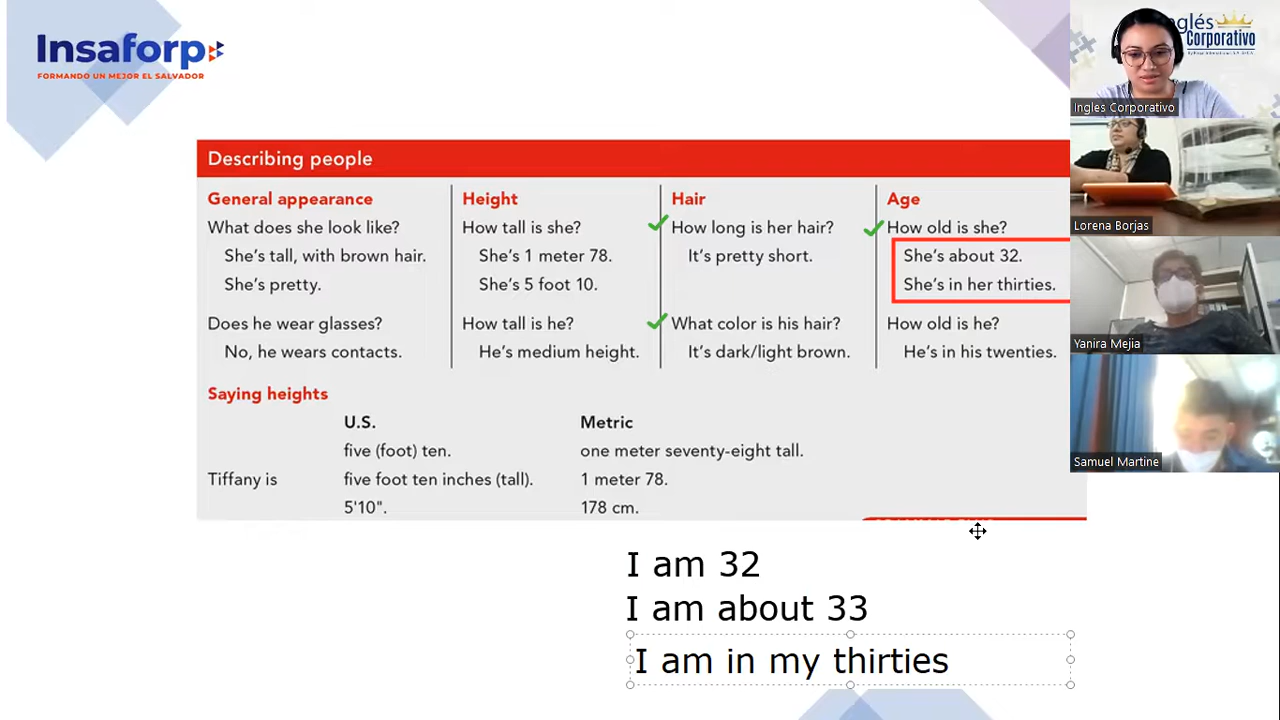 Insaforp
FORMANDO UN MEJOR EL SALVADOR
Describing people
General appearance
What does she look like?
She's tall, with brown hair.
She's pretty.
Does he wear glasses?
No, he wears contacts.
Height
How tall is she?
She's 1 meter 78.
She's 5 foot 10.
How tall is he?
He's medium height.
Hair
How long is her hair?
It's pretty short.
What color is his hair?
It's dark/light brown.
Age
How old is she?
She's about 32.
She's in her thirties.
How old is he?
He's in his twenties.
Saying heights
U.S.
Metric
five (foot) ten.
one meter seventy-eight tall.
Tiffany is
five foot ten inches (tall).
1 meter 78.
5'10".
178 cm.
I am 32
I am about 33
I am in my thirties
Corporativo
Ingles Corporativo
Lorena Borjas
Yanira Mejia
Samuel Martine